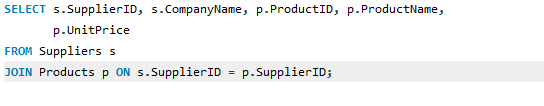 SELECT s.SupplierID, s.CompanyName, p.ProductID, p.ProductName,
p.UnitPrice
FROM Suppliers s
JOIN Products p ON s.SupplierID = p.SupplierID;